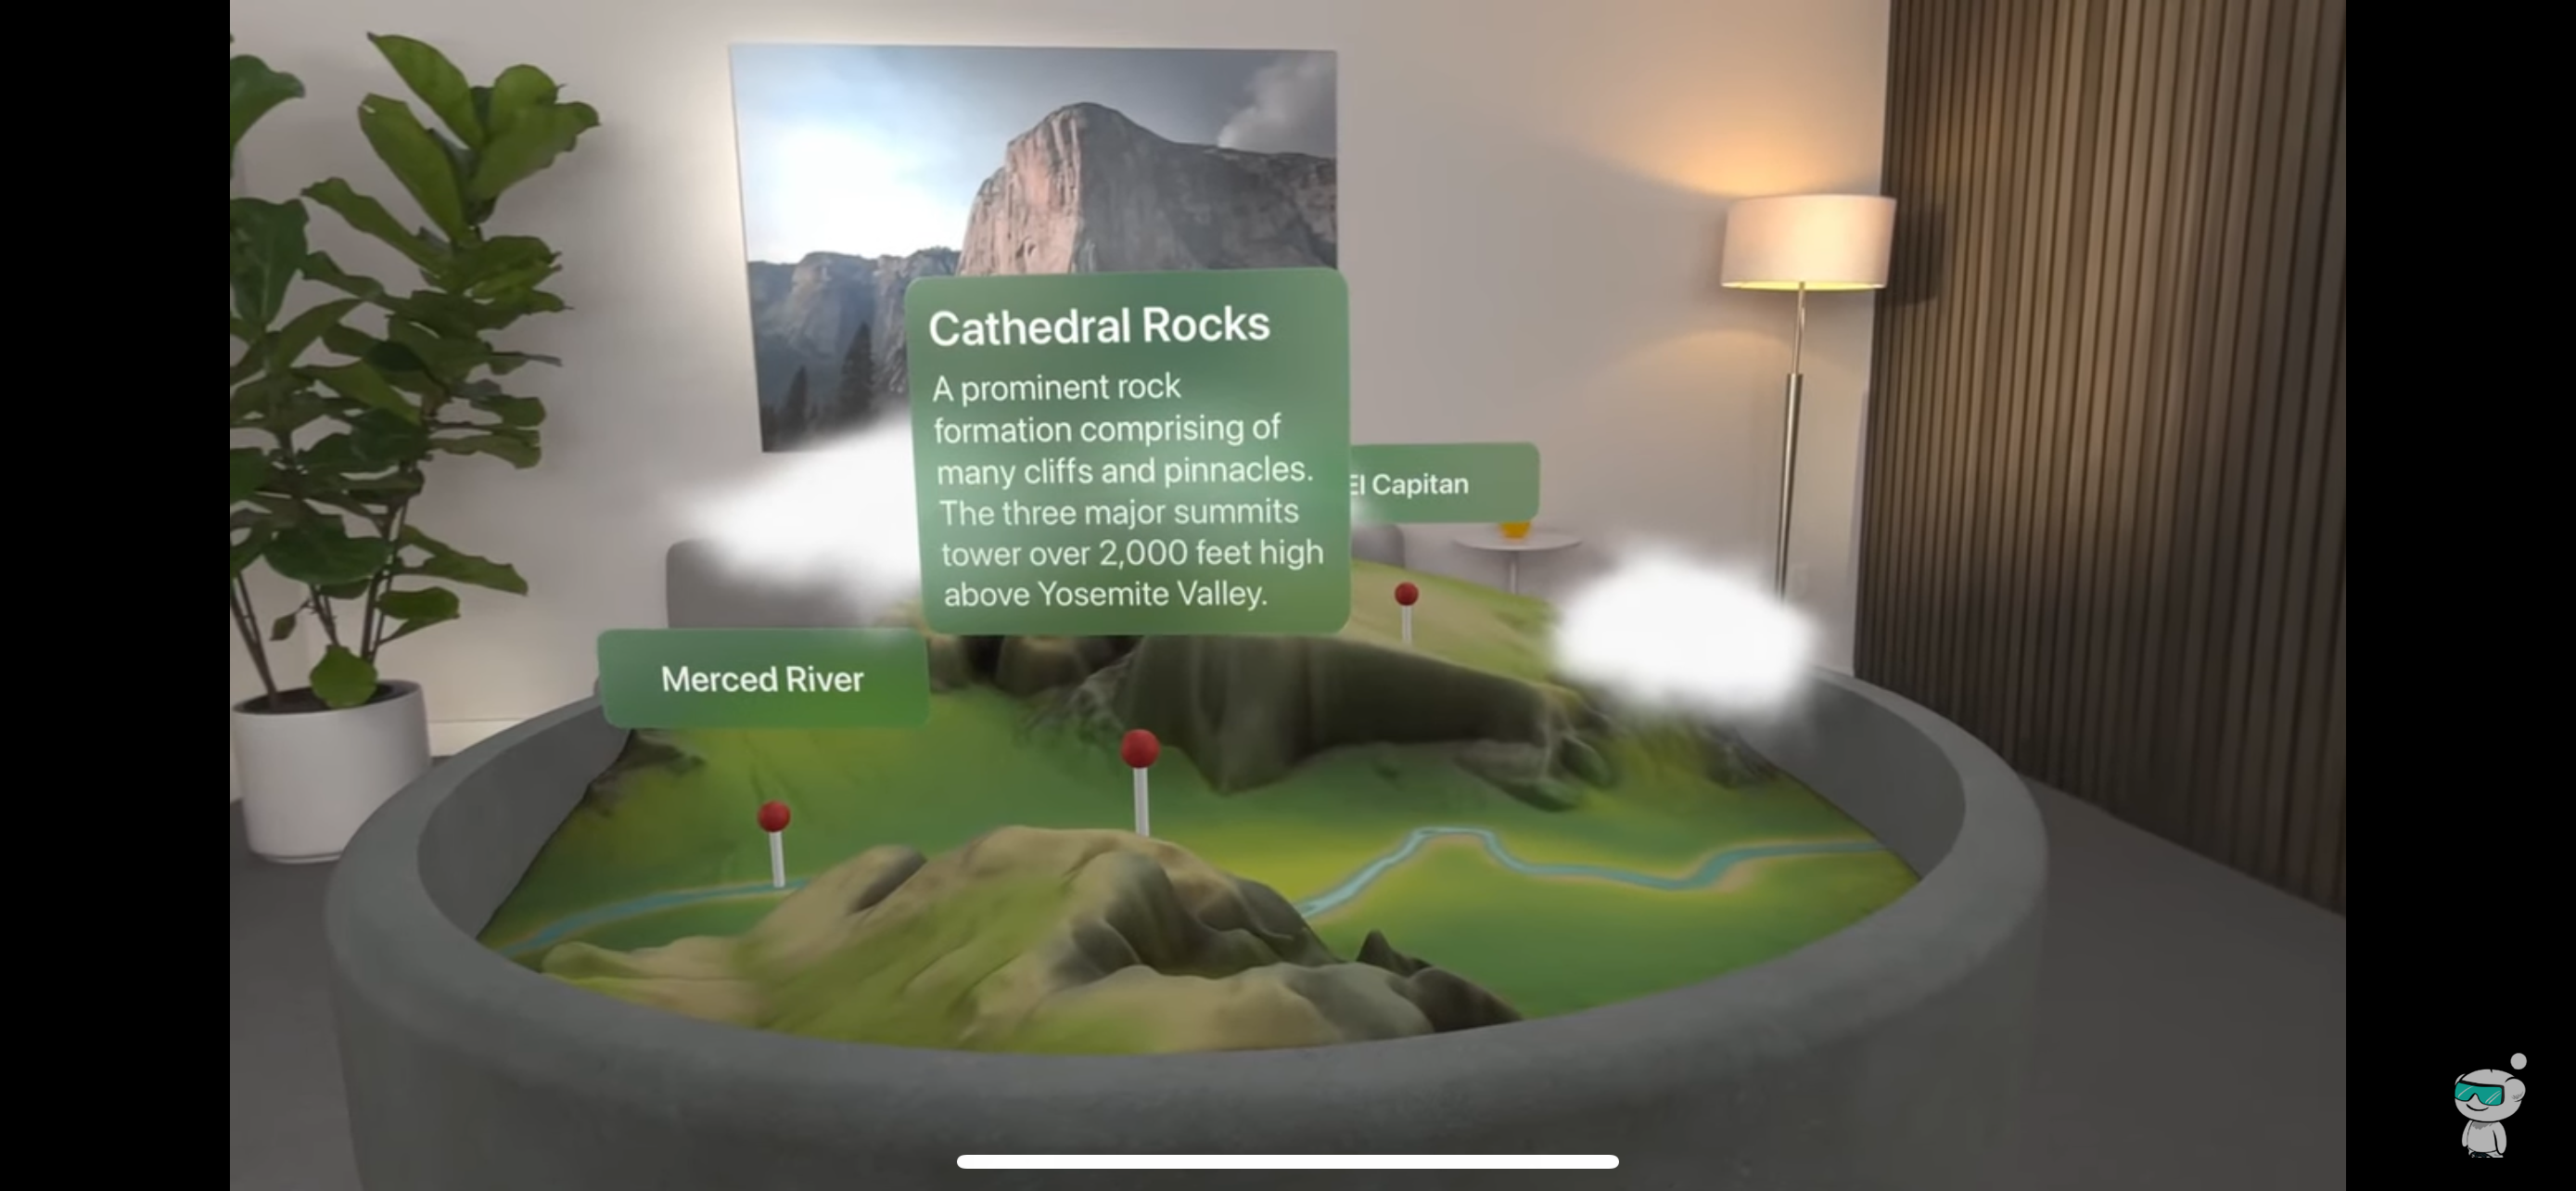 Cathedral Rocks
A prominent rock
formation comprising of
many cliffs and pinnacles.
The three major summits
tower over 2,000 feet high
above Yosemite Valley.
El Capitan
Merced River